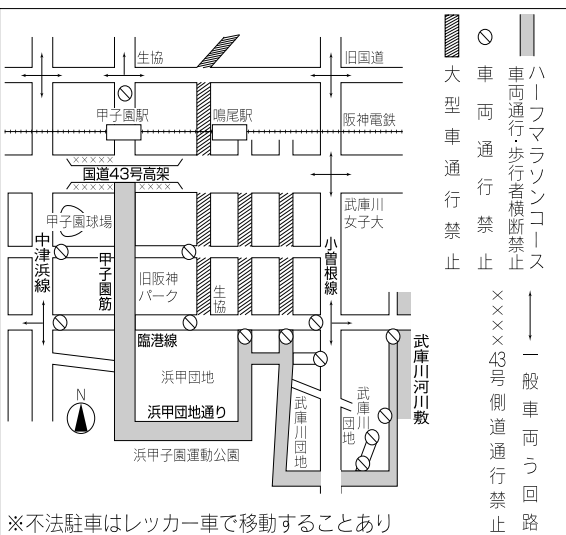 生協
旧国道
甲子園駅
鳴尾駅
阪神電鉄
×××××
国道43号高架
×××××
×××××
甲子園球場
武庫川
女子大
中津浜線
甲子園筋
旧阪神
パーク
生協
小曽根線
臨港線
武庫川河川敷
浜甲団地
N
浜甲団地通り
武庫川団地
武庫川
団地
浜甲子園運動公園
※不法駐車はレッカー車で移動することあり
ハーフマラソンコース
車両通行・歩行者横断禁止
車両通行禁止
大型車通行禁止
一般車両う回路
××××43号側道通行禁止